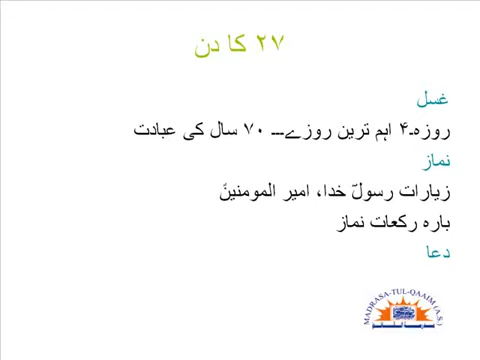 ۲۷ کا دن
غسل
روزہ۔۴ اہم ترین روزے۔۔۔ ۷۰ سال کی عبادت
نماز
زیارات رسولؐ خدا، امیر المومنینؑ
بارہ رکعات نماز
دعا
MADRASA-TUL-QAAIM (A.S.)